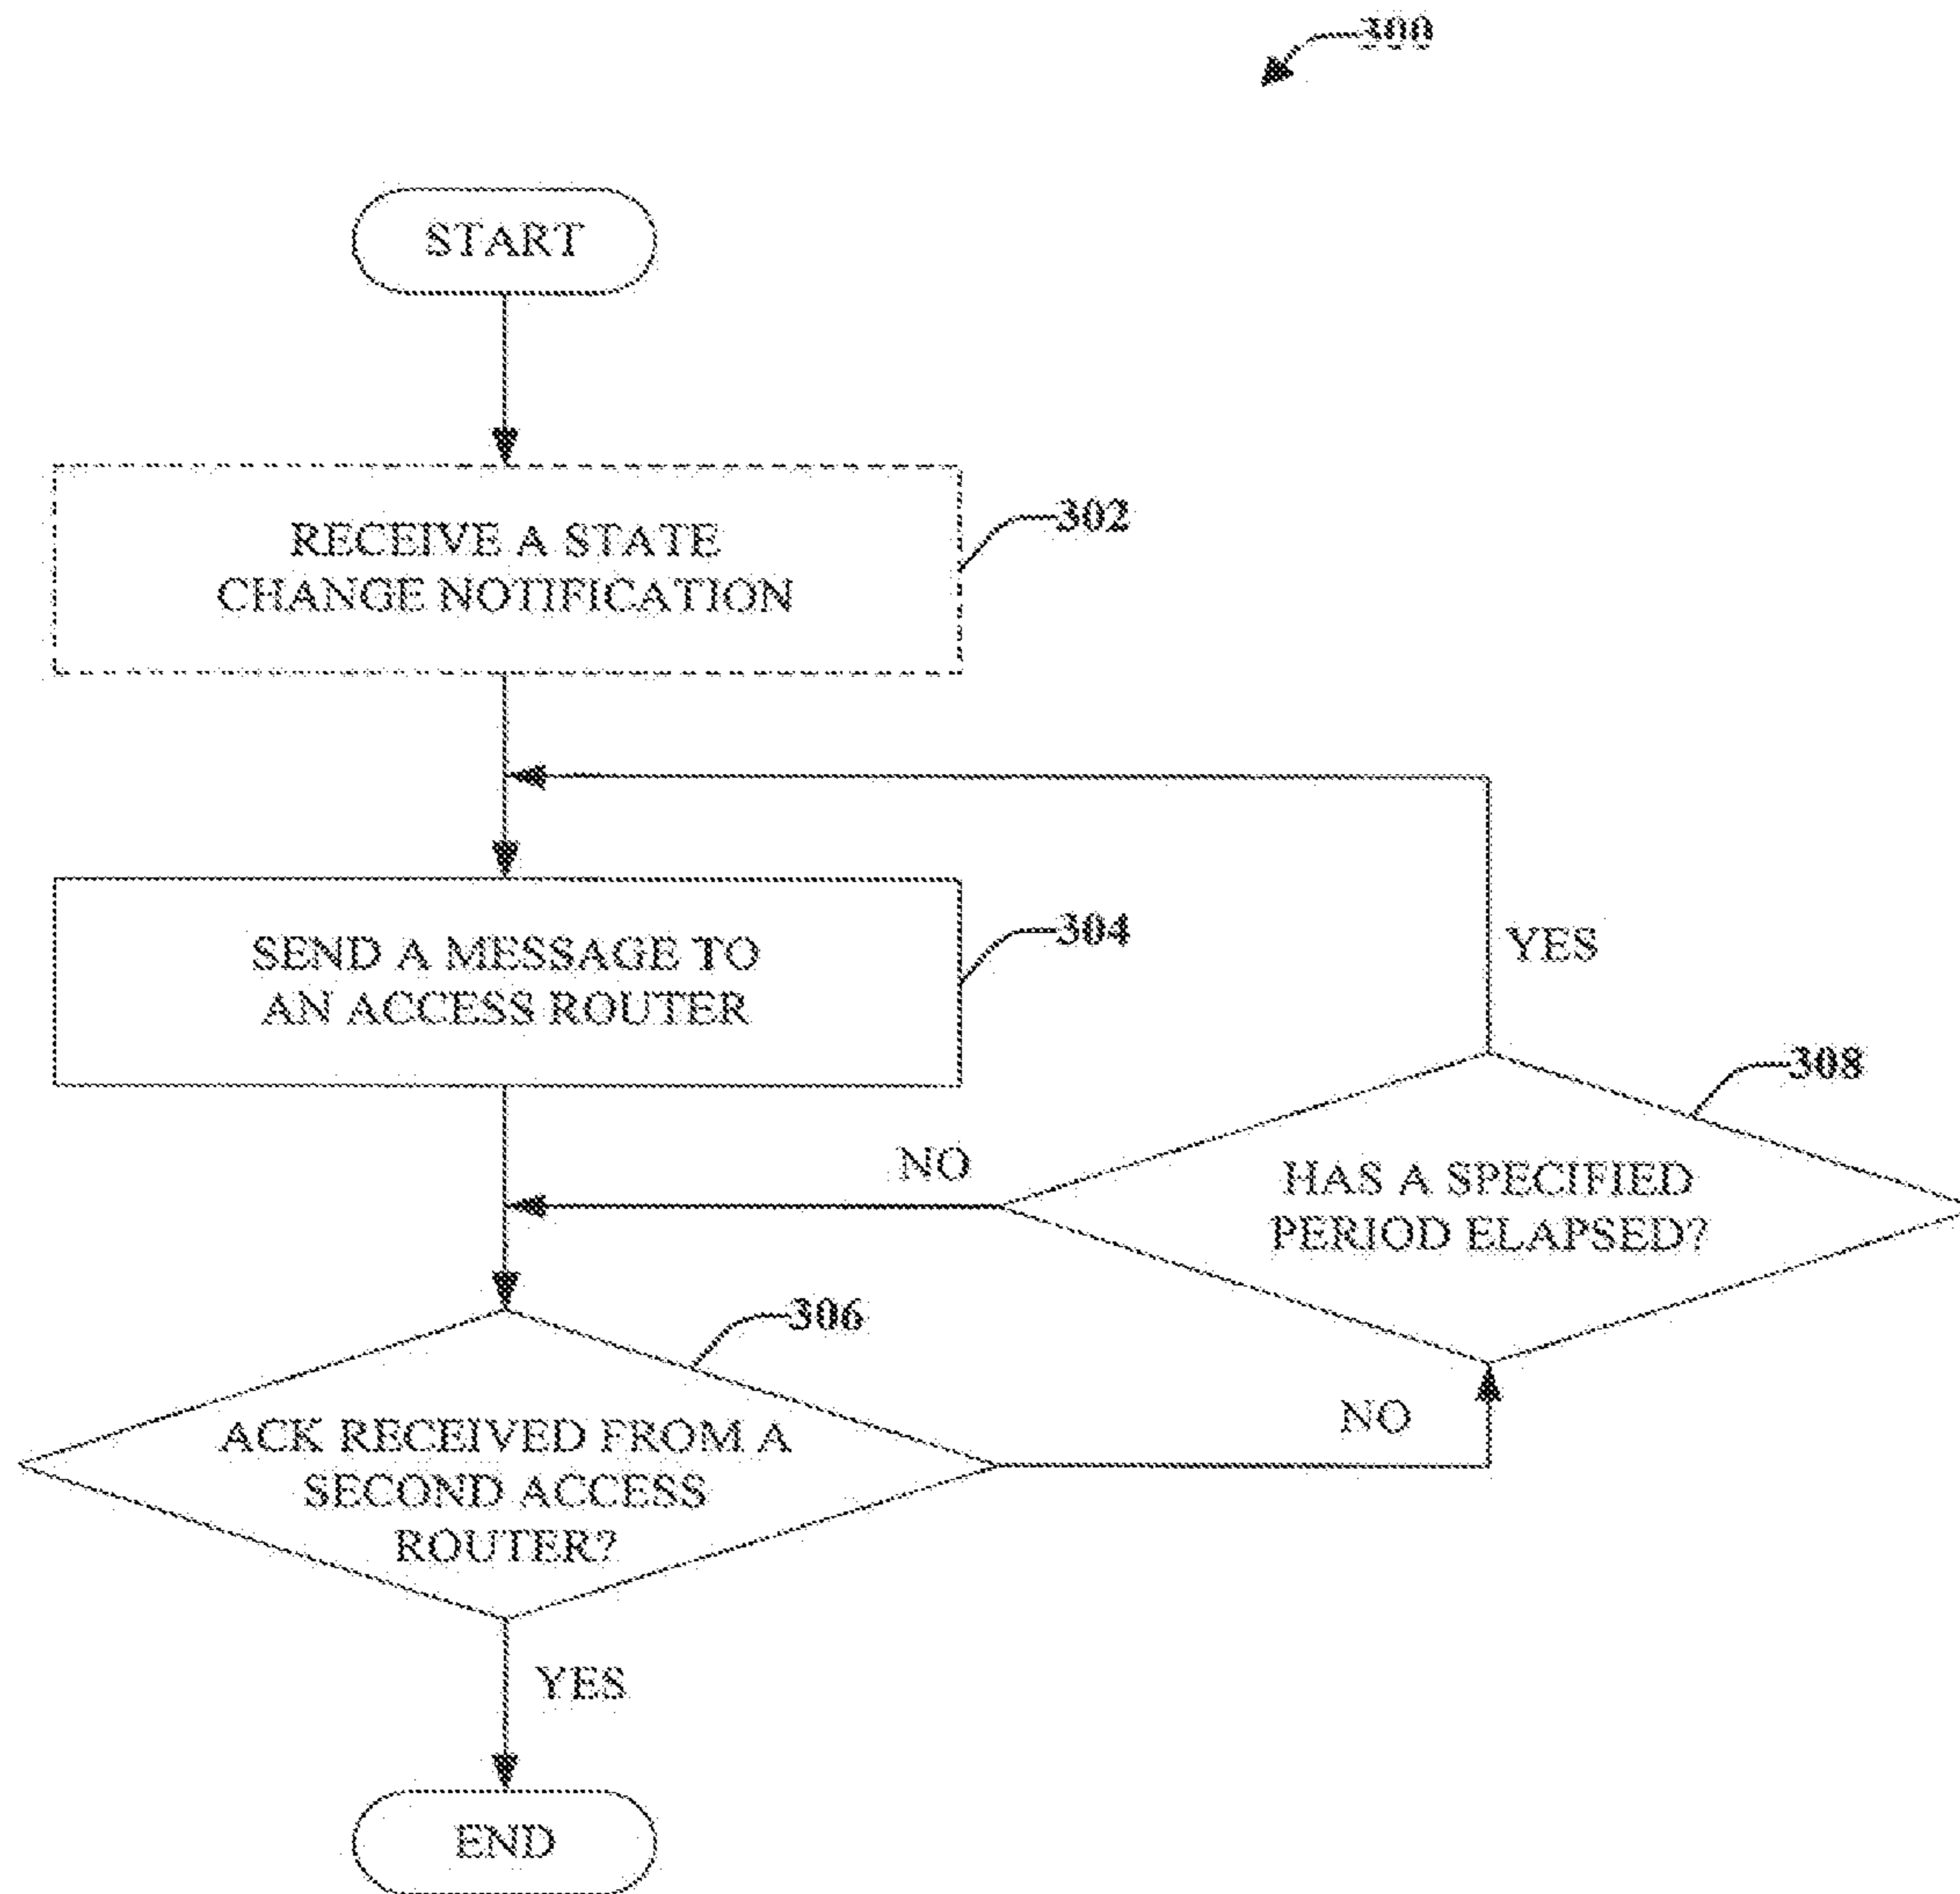 300
START
RECEIVE A STATE
CHANGE NOTIFICATION
302
SEND A MESSAGE TO
AN ACCESS ROUTER
304
YES
308
NO
HAS A SPECIFIED
PERIOD ELAPSED?
306
ACK RECEIVED FROM A
SECOND ACCESS
ROUTER?
NO
YES
END